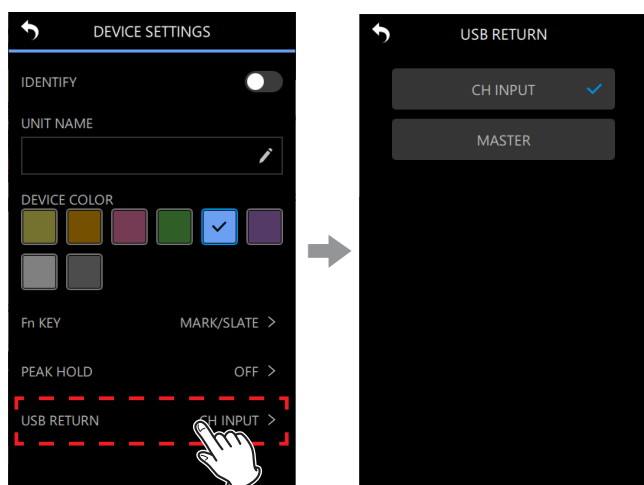 DEVICE SETTINGS
IDENTIFY
UNIT NAME
DEVICE COLOR
Fn KEY MARK/SLATE >
PEAK HOLD OFF >
USB RETURN CH INPUT >
USB RETURN
CH INPUT
MASTER